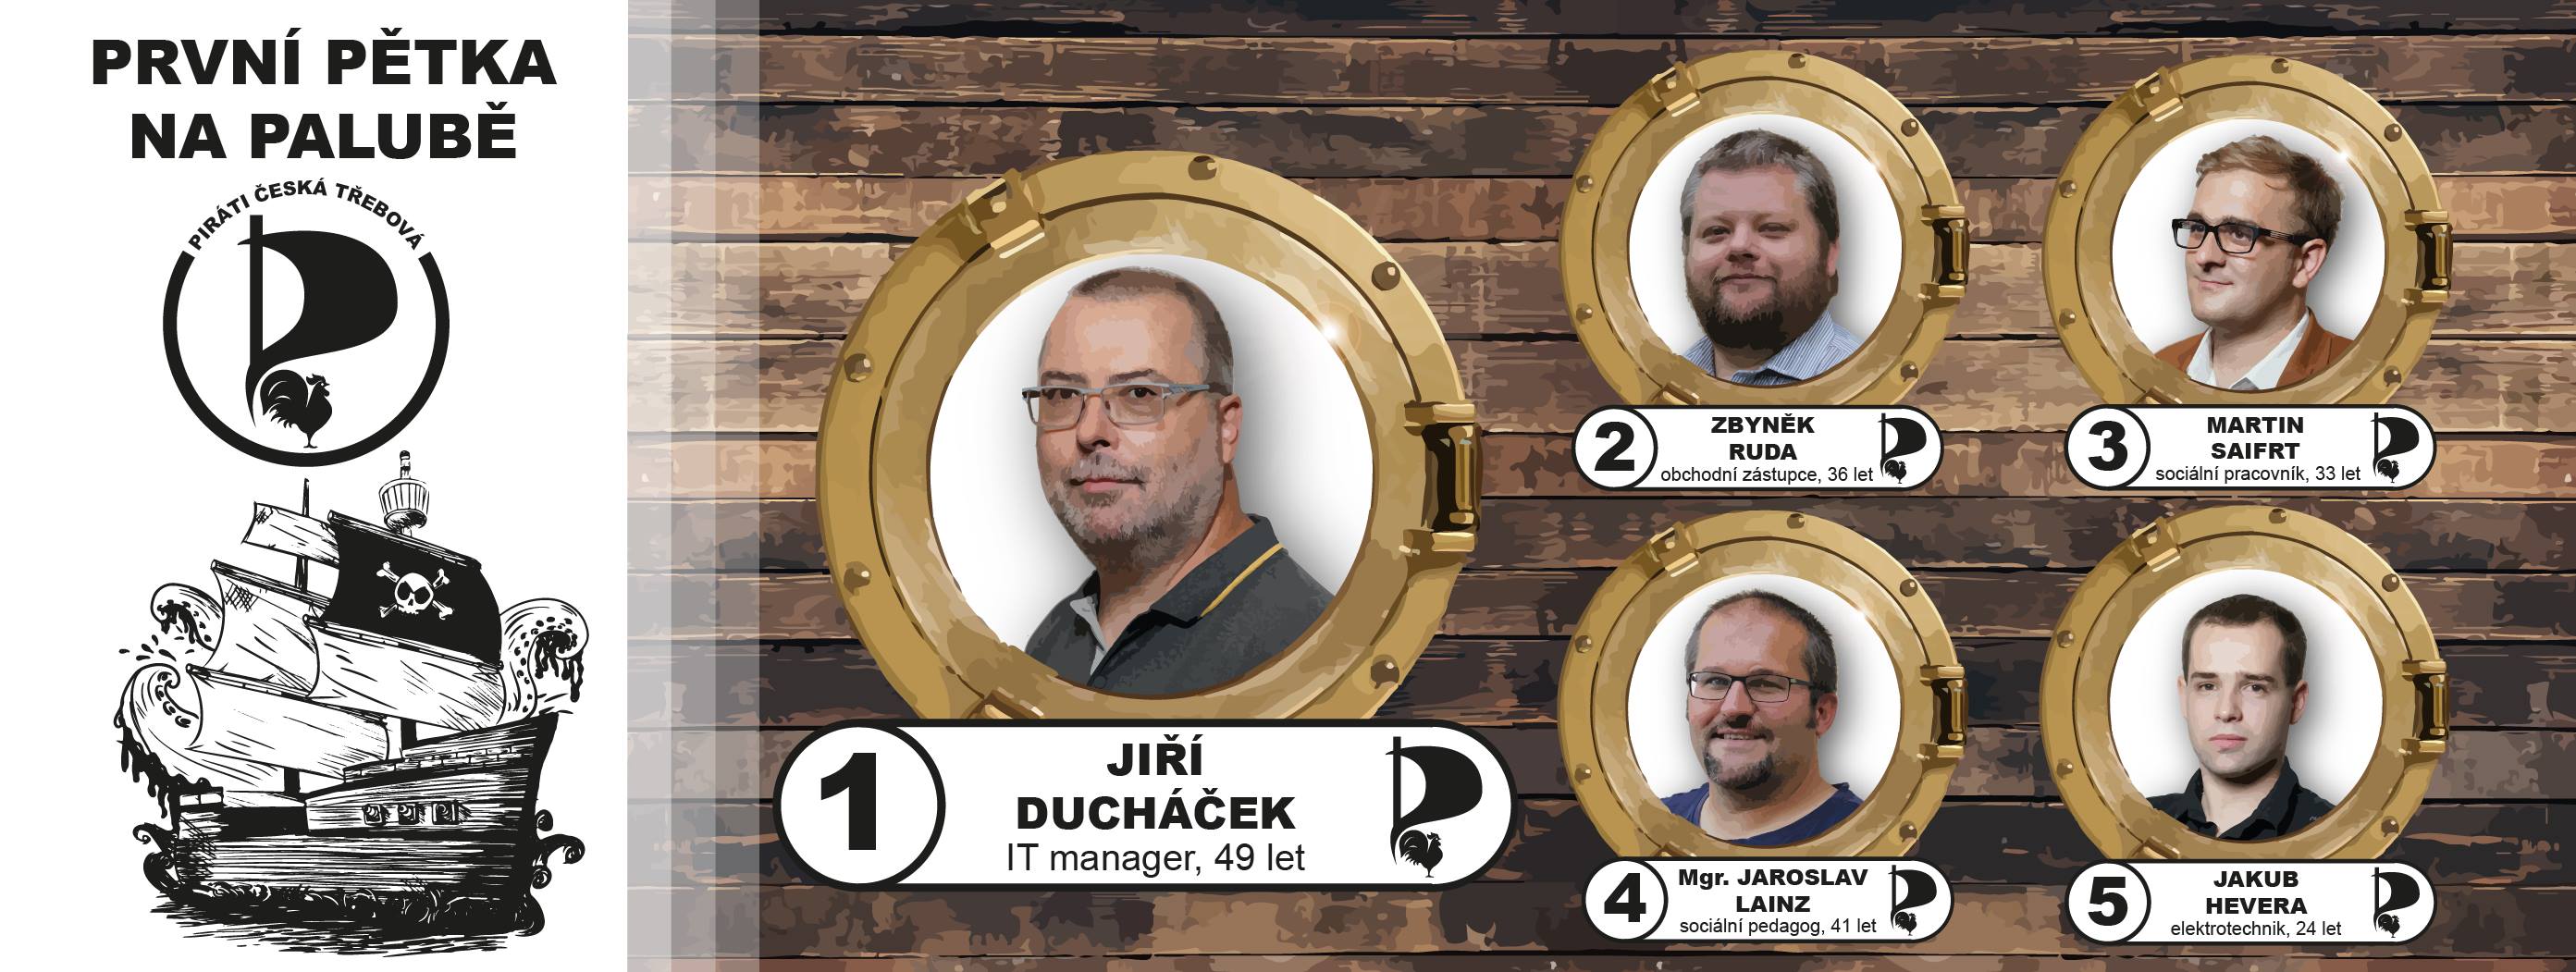 PRVNÍ PĚTKA
NA PALUBĚ
PIRÁTI ČESKÁ TŘEBOVÁ
1
JIŘÍ
DUCHÁČEK
IT manager, 49 let
2
ZBYNĚK
RUDA
obchodní zástupce, 36 let
3
MARTIN
SAIFRT
sociální pracovník, 33 let
4
Mgr. JAROSLAV
LAINZ
sociální pedagog, 41 let
5
JAKUB
HEVERA
elektrotechnik, 24 let